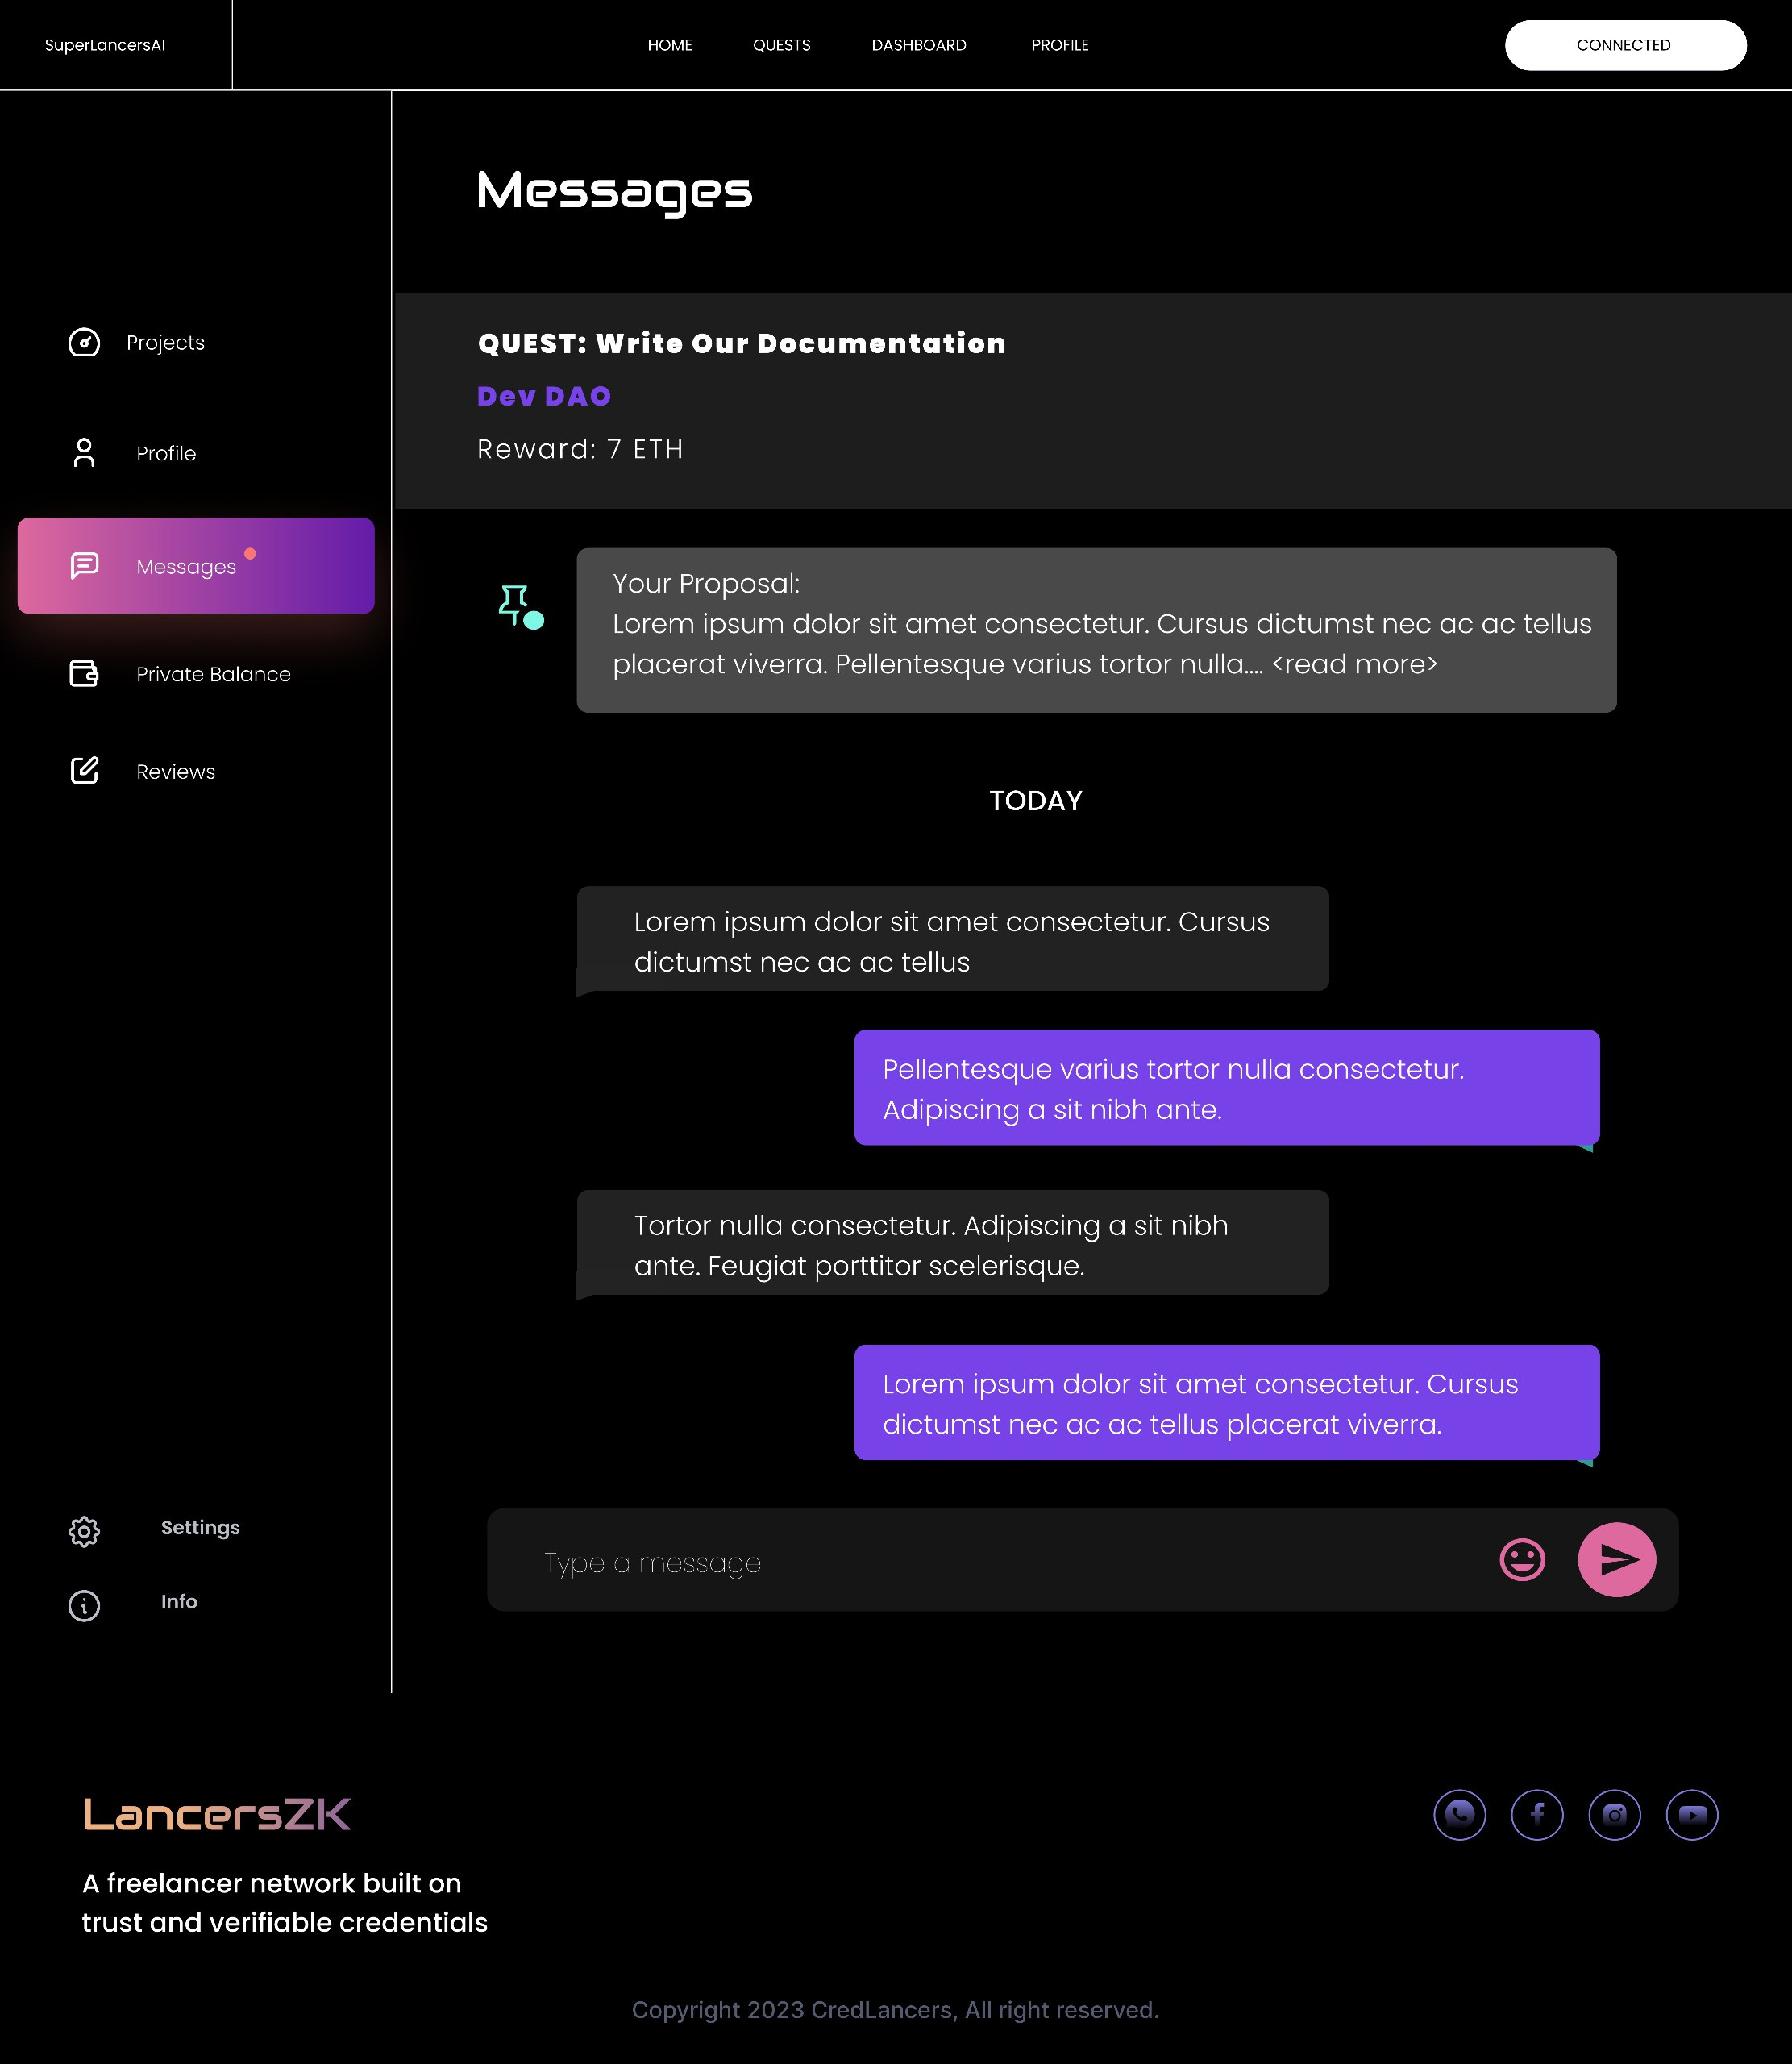 SuperLancersAI
HOME
QUESTS
DASHBOARD
PROFILE
CONNECTED
Projects
Profile
Messages
Private Balance
Reviews
Settings
Info
Messages
QUEST: Write Our Documentation
Dev DAO
Reward: 7 ETH
Your Proposal:
Lorem ipsum dolor sit amet consectetur. Cursus dictumst nec ac ac tellus
placerat viverra. Pellentesque varius tortor nulla.... <read more>
TODAY
Lorem ipsum dolor sit amet consectetur. Cursus
dictumst nec ac ac tellus
Pellentesque varius tortor nulla consectetur.
Adipiscing a sit nibh ante.
Tortor nulla consectetur. Adipiscing a sit nibh
ante. Feugiat porttitor scelerisque.
Lorem ipsum dolor sit amet consectetur. Cursus
dictumst nec ac ac tellus placerat viverra.
Type a message
LancersZK
A freelancer network built on
trust and verifiable credentials
Copyright 2023 CredLancers, All right reserved.